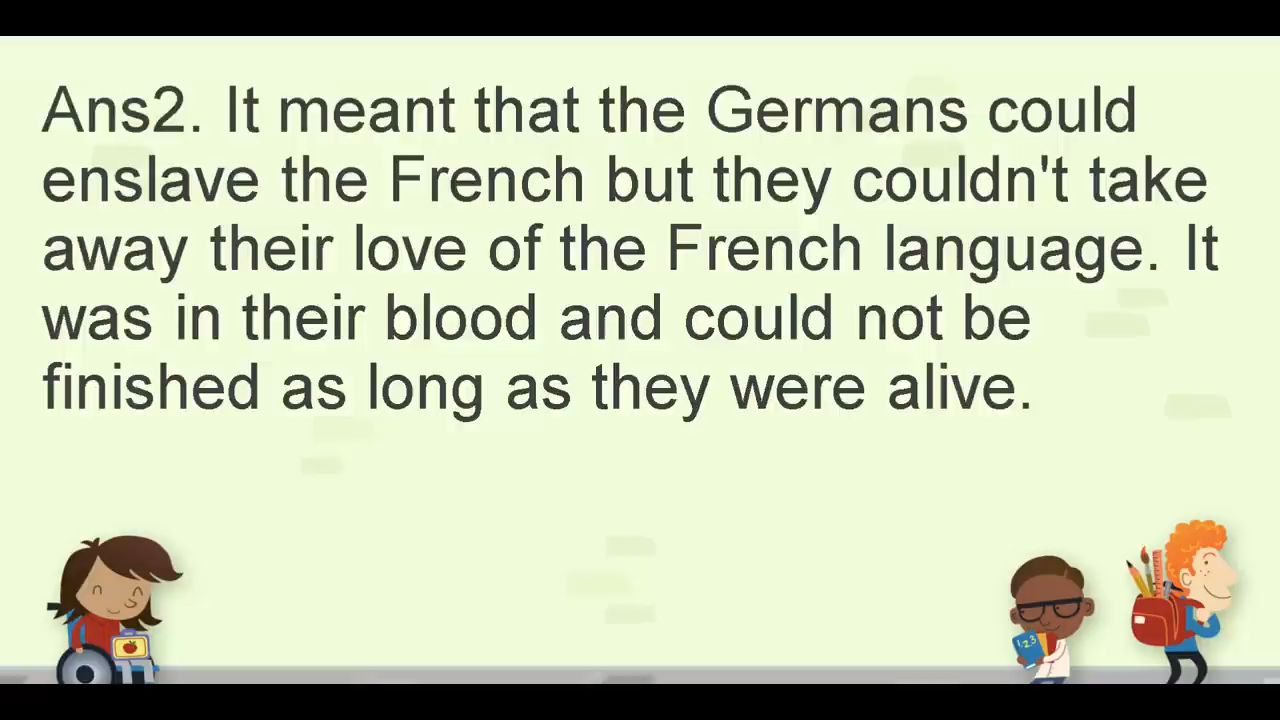 Ans2. It meant that the Germans could
enslave the French but they couldn't take
away their love of the French language. It
was in their blood and could not be
finished as long as they were alive.
123